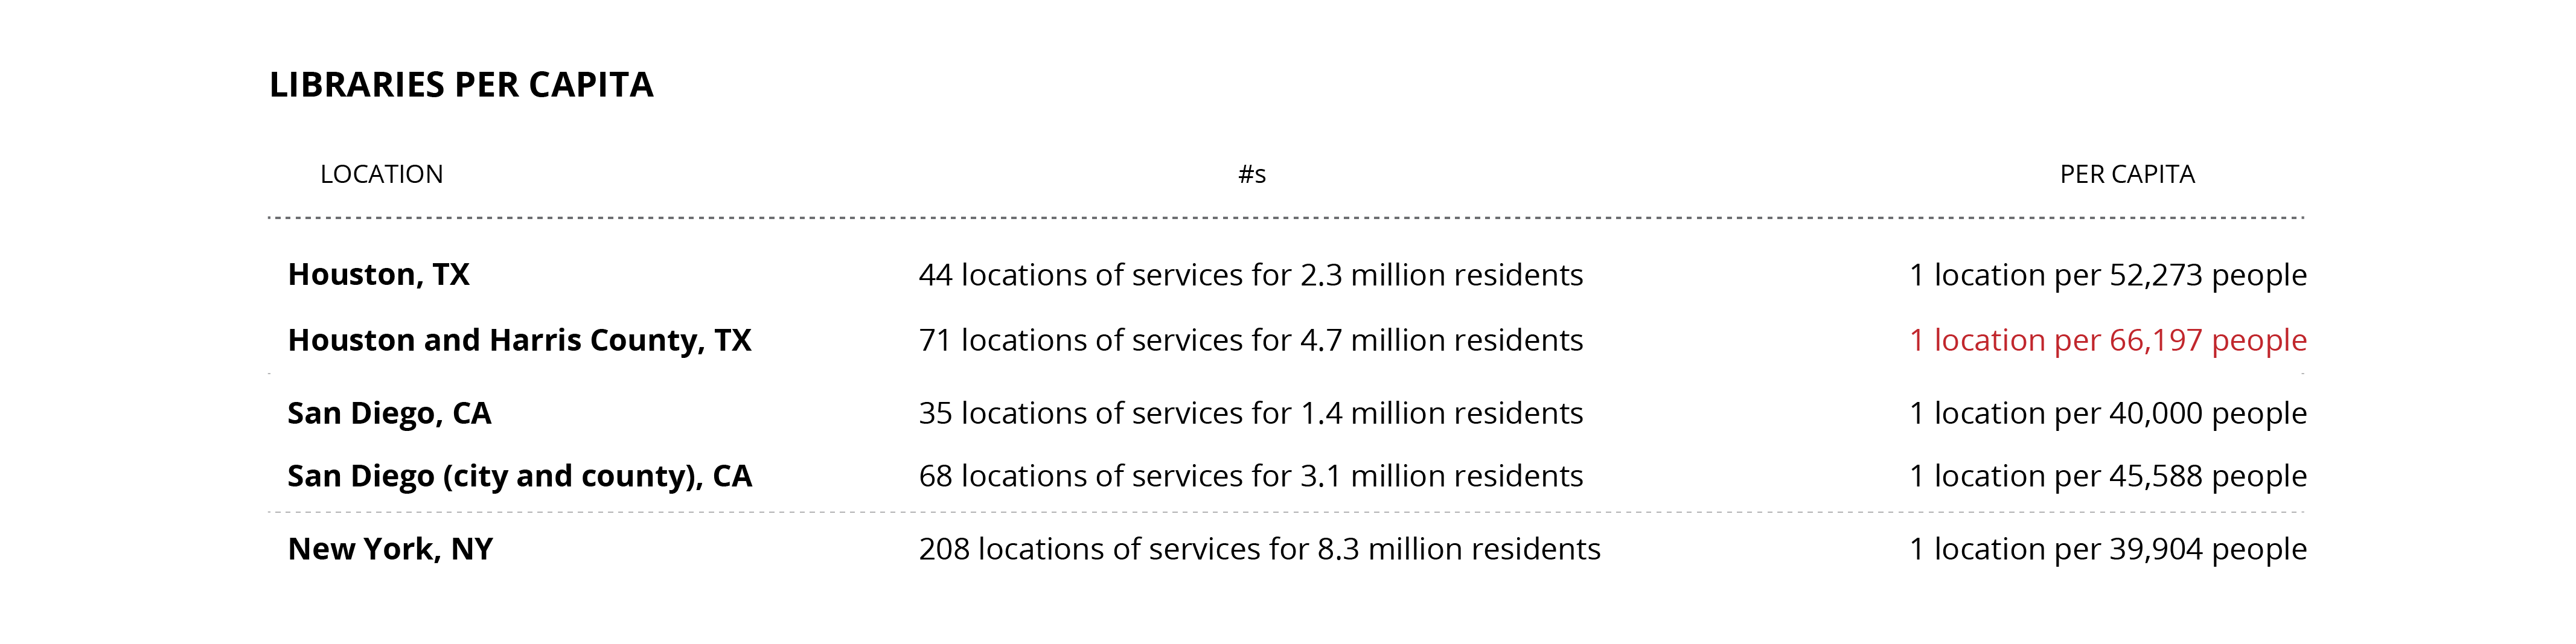 LIBRARIES PER CAPITA
LOCATION #s PER CAPITA
Houston, TX 44 locations of services for 2.3 million residents 1 location per 52,273 people
Houston and Harris County, TX 71 locations of services for 4.7 million residents 1 location per 66,197 people
San Diego, CA 35 locations of services for 1.4 million residents 1 location per 40,000 people
San Diego (city and county), CA 68 locations of services for 3.1 million residents 1 location per 45,588 people
New York, NY 208 locations of services for 8.3 million residents 1 location per 39,904 people